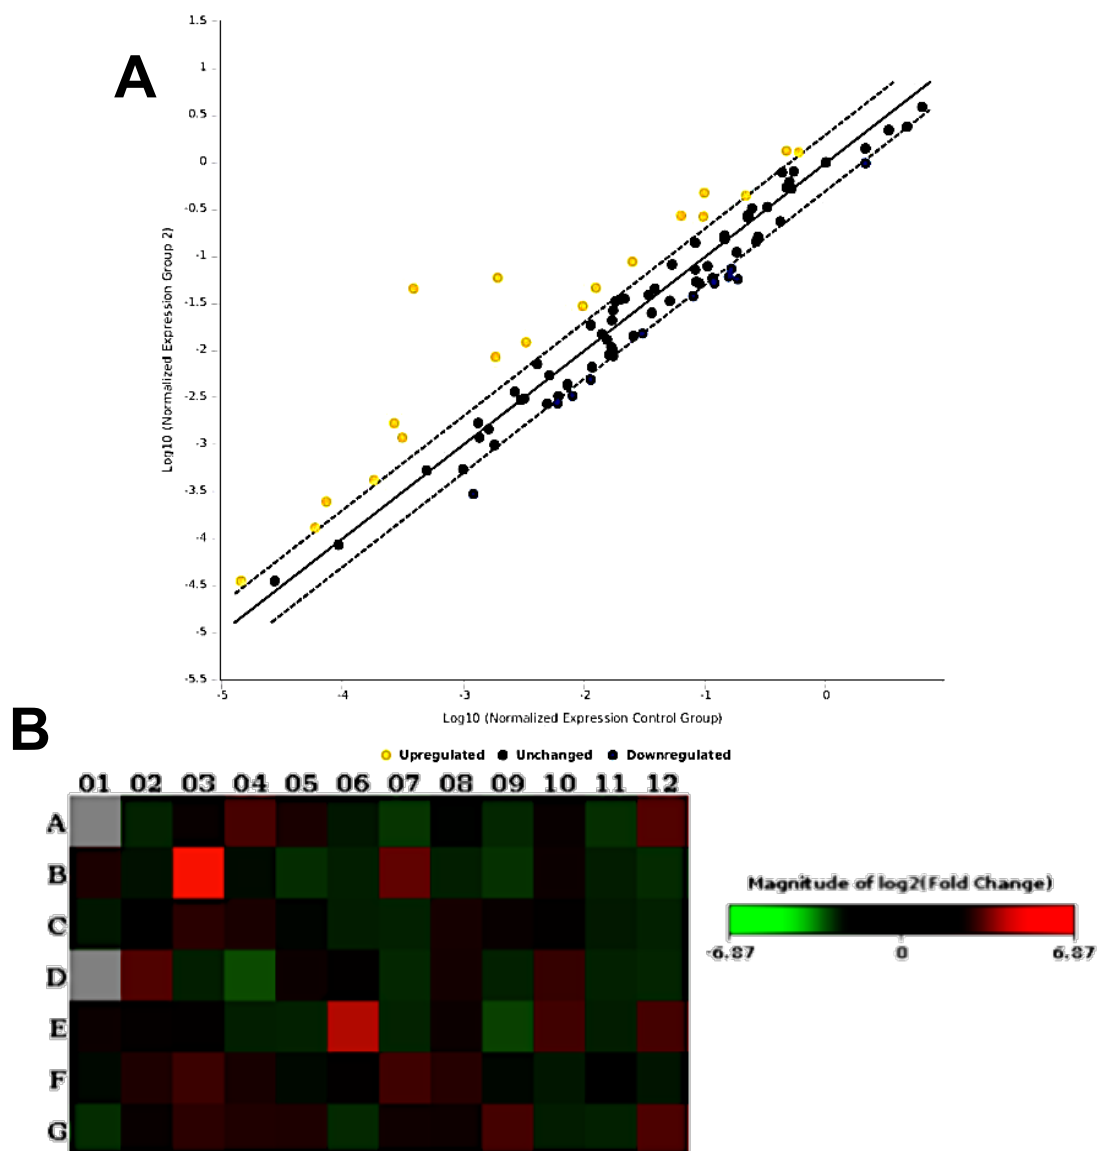 A
1.5
1
0.5
0
-0.5
-1
-1.5
-2
-2.5
-3
-3.5
-4
-4.5
-5
-5.5
Log10 (Normalized Expression Group 2)
-5 -4 -3 -2 -1 0
Log10 (Normalized Expression Control Group)
Upregulated Unchanged Downregulated
B
01 02 03 04 05 06 07 08 09 10 11 12
A
B
C
D
E
F
G
Magnitude of log2(Fold Change)
-6.87 0 6.87